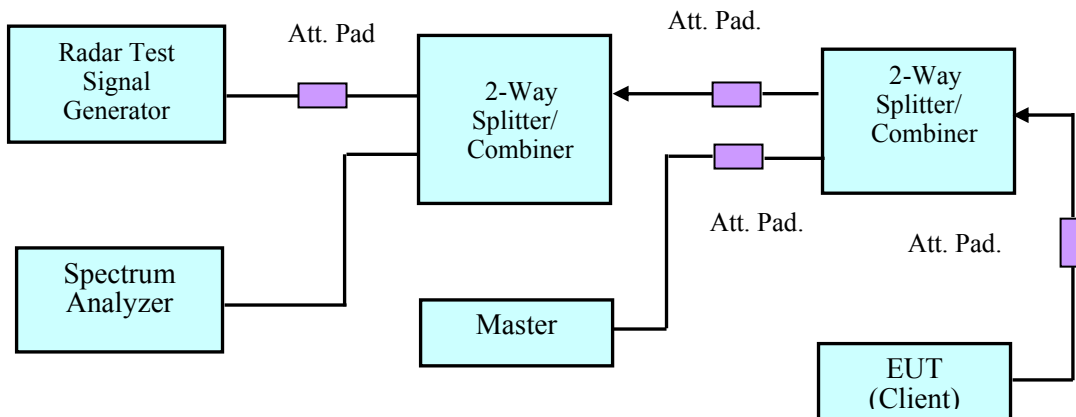 Radar Test
Signal
Generator
Att. Pad
2-Way
Splitter/
Combiner
Att. Pad.
2-Way
Splitter/
Combiner
Att. Pad.
Att. Pad.
Spectrum
Analyzer
Master
EUT
(Client)